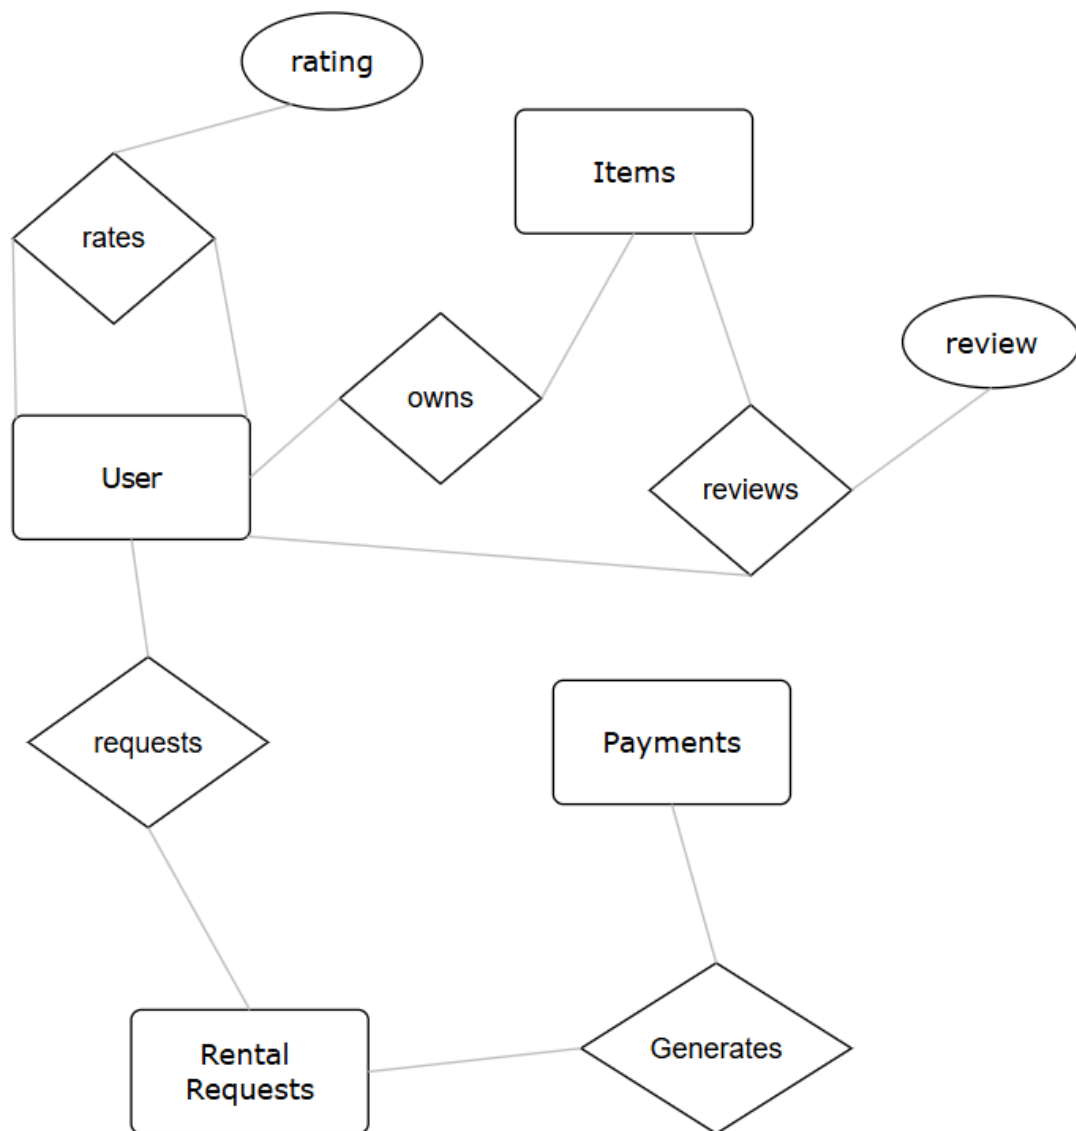 rating
Items
rates
review
owns
User
reviews
requests
Payments
Rental
Requests
Generates